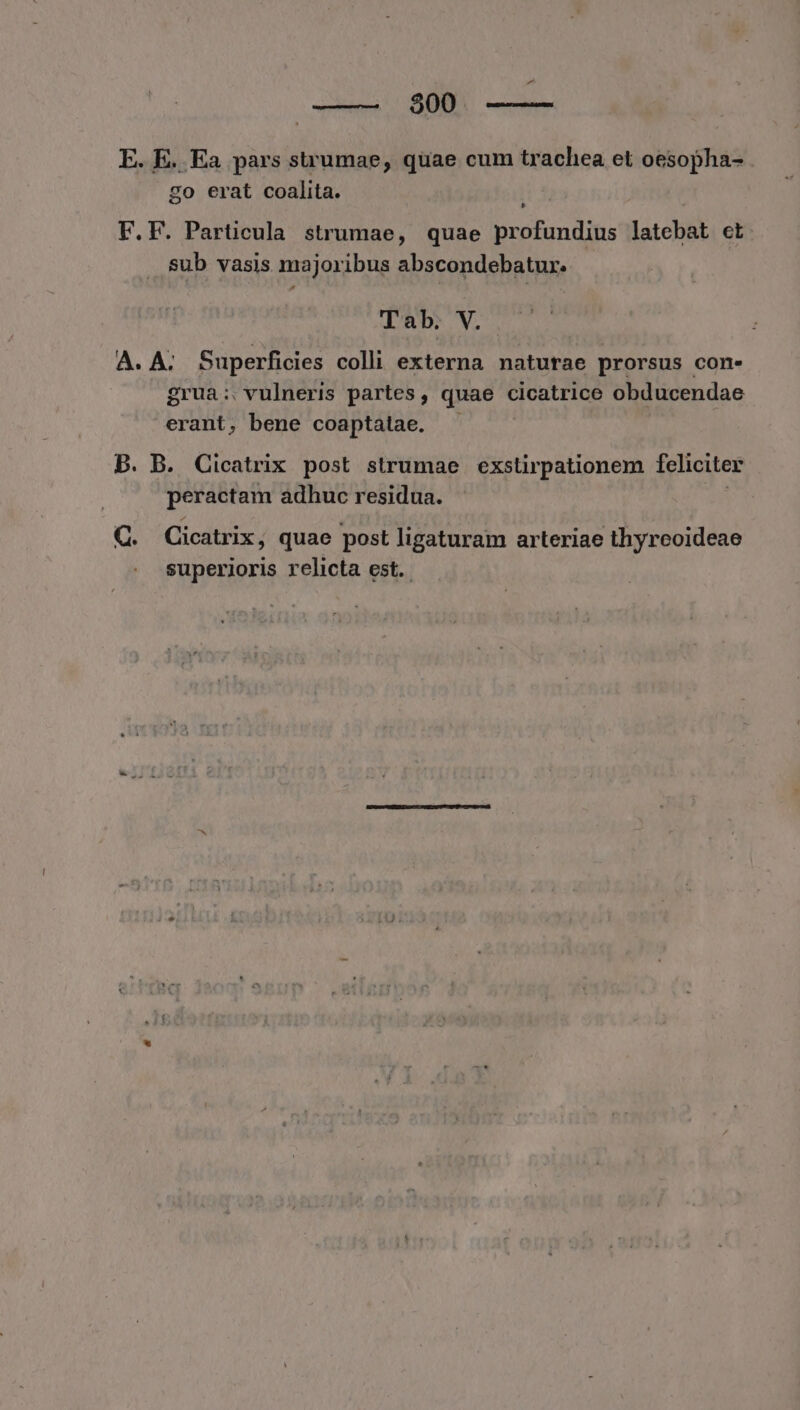 —— 300 ——
E. E. Ea pars strumae, quae cum trachea et oesopha-
go erat coalita.
F. F. Particula strumae, quae profundius latebat et
sub vasis majoribus abscondebatur.
Tab. V.
A. A. Superficies colli externa naturae prorsus con-
grua: vulneris partes, quae cicatrice obducendae
erant, bene coaptatae.
B. B. Cicatrix post strumae exstirpationem feliciter
peractam adhuc residua.
C. Cicatrix, quae post ligaturam arteriae thyreoideae
superioris relicta est.